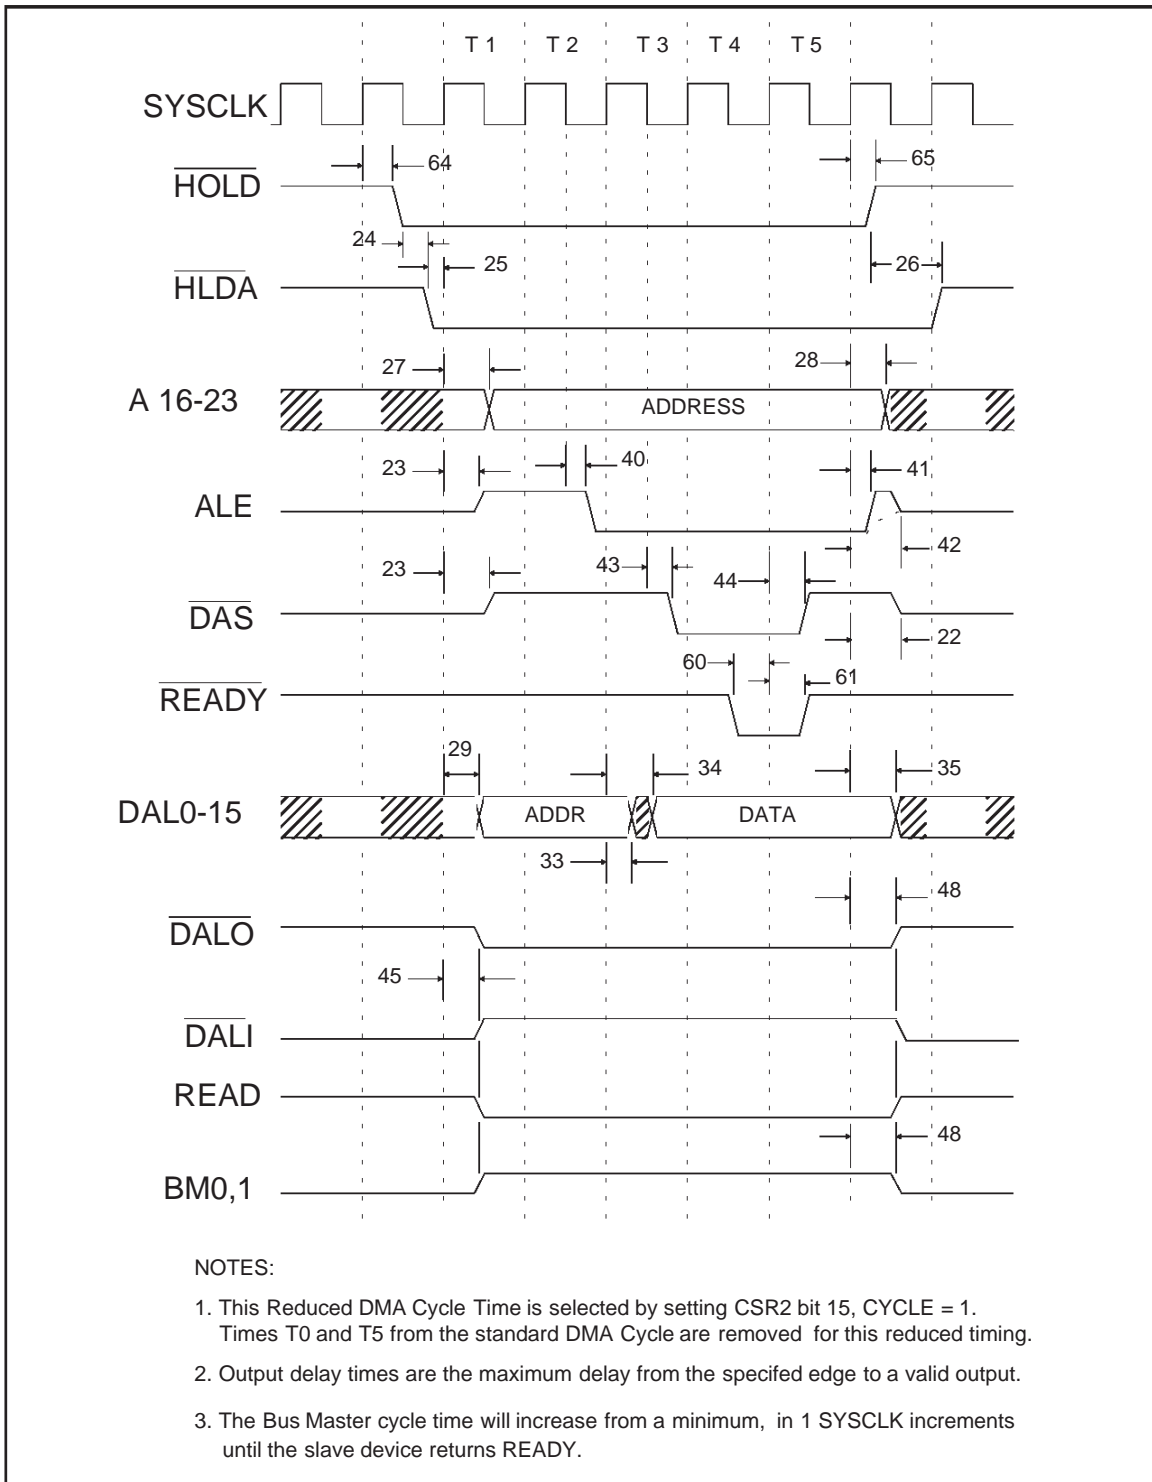 T 1 T 2 T 3 T 4 T 5
SYSCLK
64 65
HOLD
24 25 26
HLDA
27 28
A 16-23 ADDRESS
23 40 41
ALE
42
23 43 44
DAS
22
60 61
READY
29 34 35
DAL0-15 ADDR DATA
33
48
DALO
45
DALI
READ
48
BM0,1
NOTES:
1. This Reduced DMA Cycle Time is selected by setting CSR2 bit 15, CYCLE = 1.
Times T0 and T5 from the standard DMA Cycle are removed for this reduced timing.
2. Output delay times are the maximum delay from the specifed edge to a valid output.
3. The Bus Master cycle time will increase from a minimum, in 1 SYSCLK increments
until the slave device returns READY.